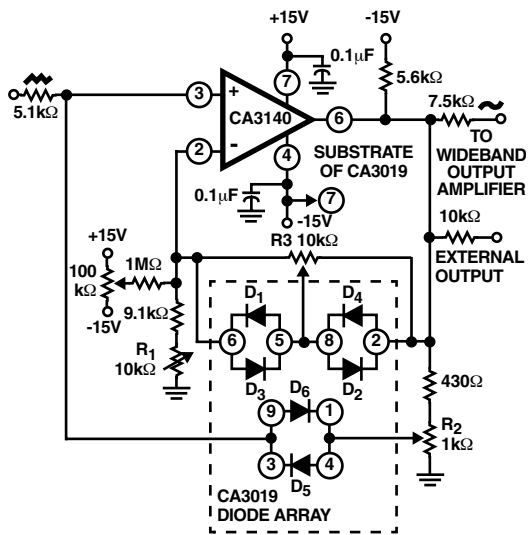 +15V
-15V
0.1μF
5.6kΩ
7
3
+
5.1kΩ
CA3140
6
7.5kΩ
2
-
4
SUBSTRATE
OF CA3019
TO
WIDEBAND
OUTPUT
AMPLIFIER
0.1μF
7
-15V
10kΩ
EXTERNAL
OUTPUT
+15V
R3 10kΩ
100
kΩ
1MΩ
-15V
9.1kΩ
D1
D4
6
5
8
2
R1
10kΩ
D3
D2
430Ω
D6
9
1
R2
1kΩ
3
4
D5
CA3019
DIODE ARRAY